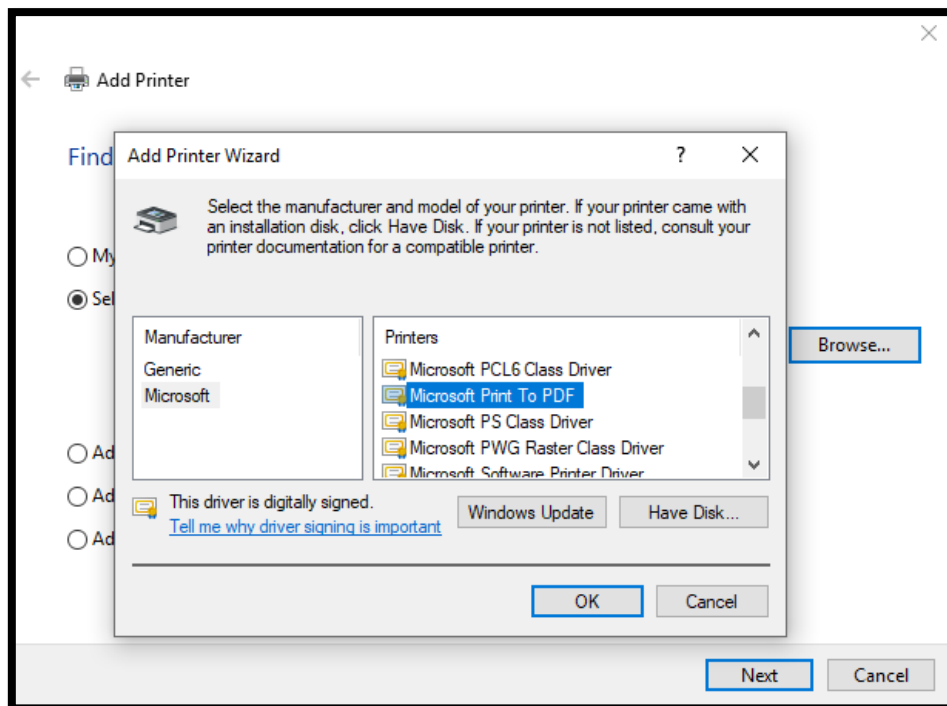 Add Printer
Find
Add Printer Wizard
?
Select the manufacturer and model of your printer. If your printer came with
an installation disk, click Have Disk. If your printer is not listed, consult your
printer documentation for a compatible printer.
My
Sel
Manufacturer
Generic
Microsoft
Printers
Microsoft PCL6 Class Driver
Microsoft Print To PDF
Microsoft PS Class Driver
Microsoft PWG Raster Class Driver
Microsoft Software Printer Driver
Browse...
Ad
Ad
Ad
This driver is digitally signed.
Tell me why driver signing is important
Windows Update
Have Disk...
OK
Cancel
Next
Cancel